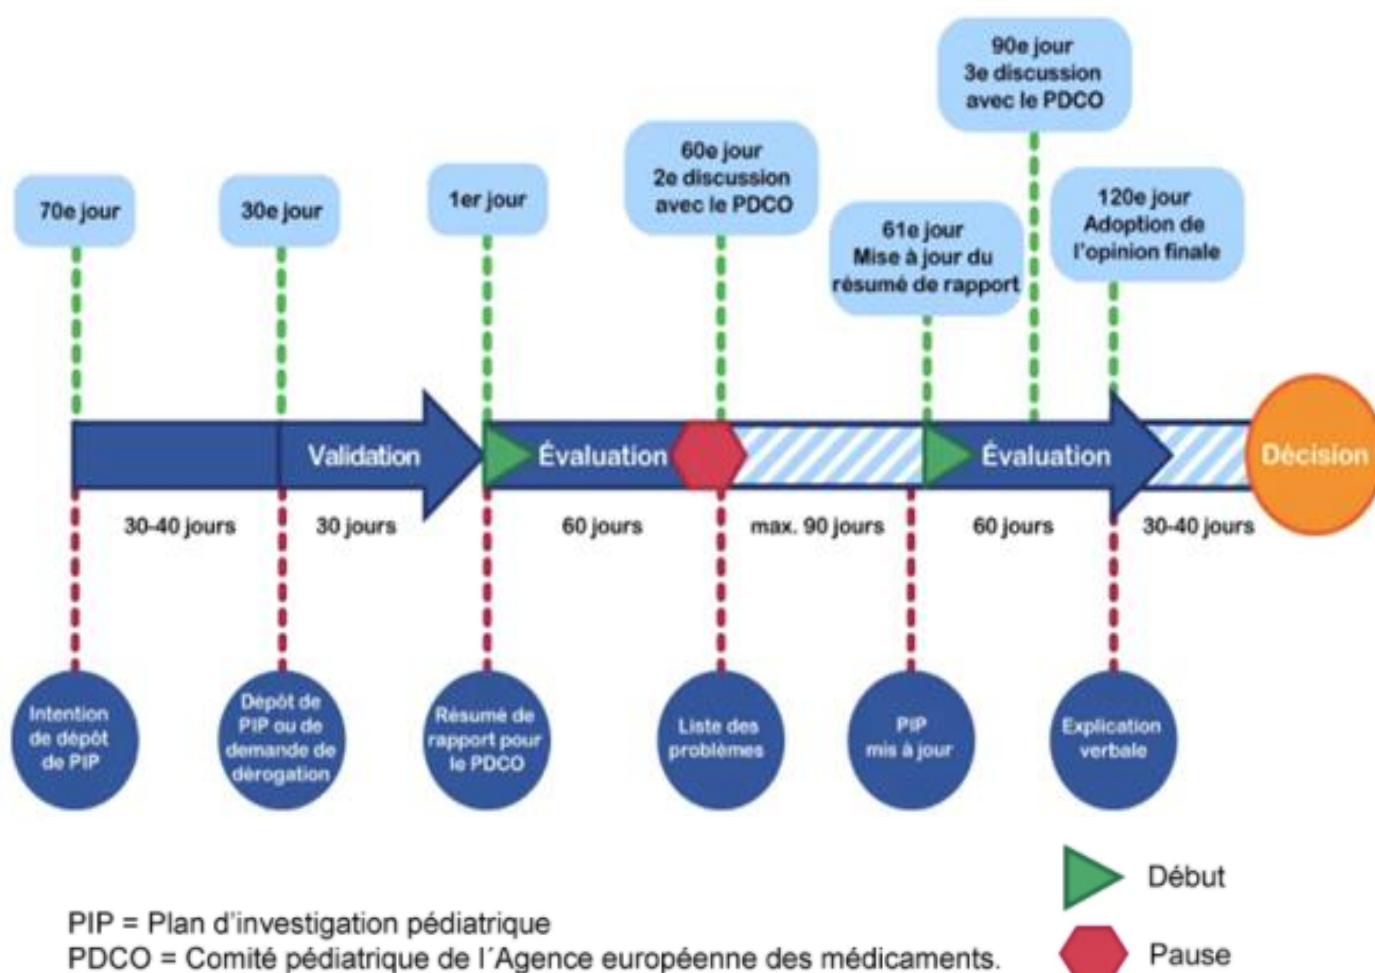 70e jour
30e jour
1er jour
60e jour
2e discussion
avec le PDCO
61e jour
Mise à jour du
résumé de rapport
90e jour
3e discussion
avec le PDCO
120e jour
Adoption de
l'opinion finale
Validation
Évaluation
Évaluation
Décision
30-40 jours
30 jours
60 jours
max. 90 jours
60 jours
30-40 jours
Intention
de dépôt
de PIP
Dépôt de
PIP ou de
demande de
dérogation
Résumé de
rapport pour
le PDCO
Liste des
problèmes
PIP
mis à jour
Explication
verbale
Début
Pause
PIP = Plan d'investigation pédiatrique
PDCO = Comité pédiatrique de l´Agence européenne des médicaments.